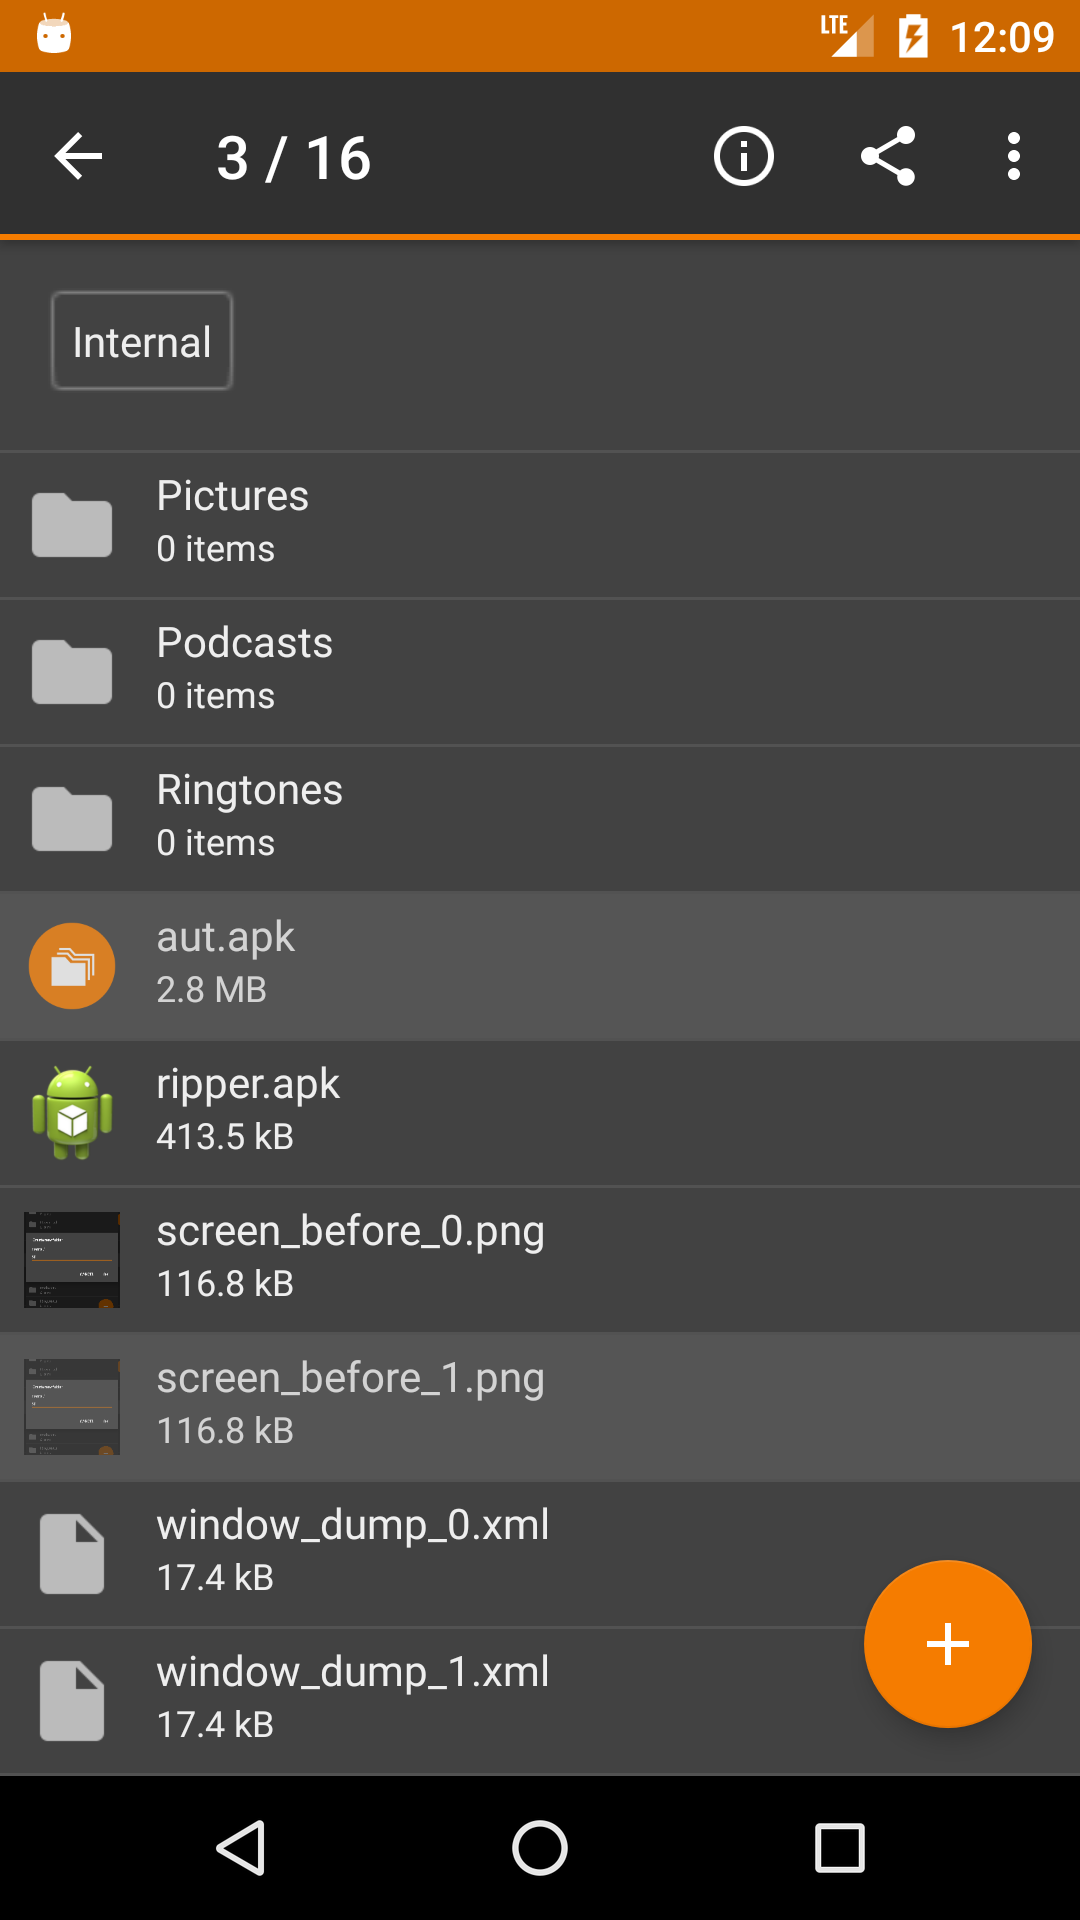 LTE 12:09
3 / 16
Internal
Pictures
0 items
Podcasts
0 items
Ringtones
0 items
aut.apk
2.8 MB
ripper.apk
413.5 kB
screen_before_0.png
116.8 kB
screen_before_1.png
116.8 kB
window_dump_0.xml
17.4 kB
window_dump_1.xml
17.4 kB